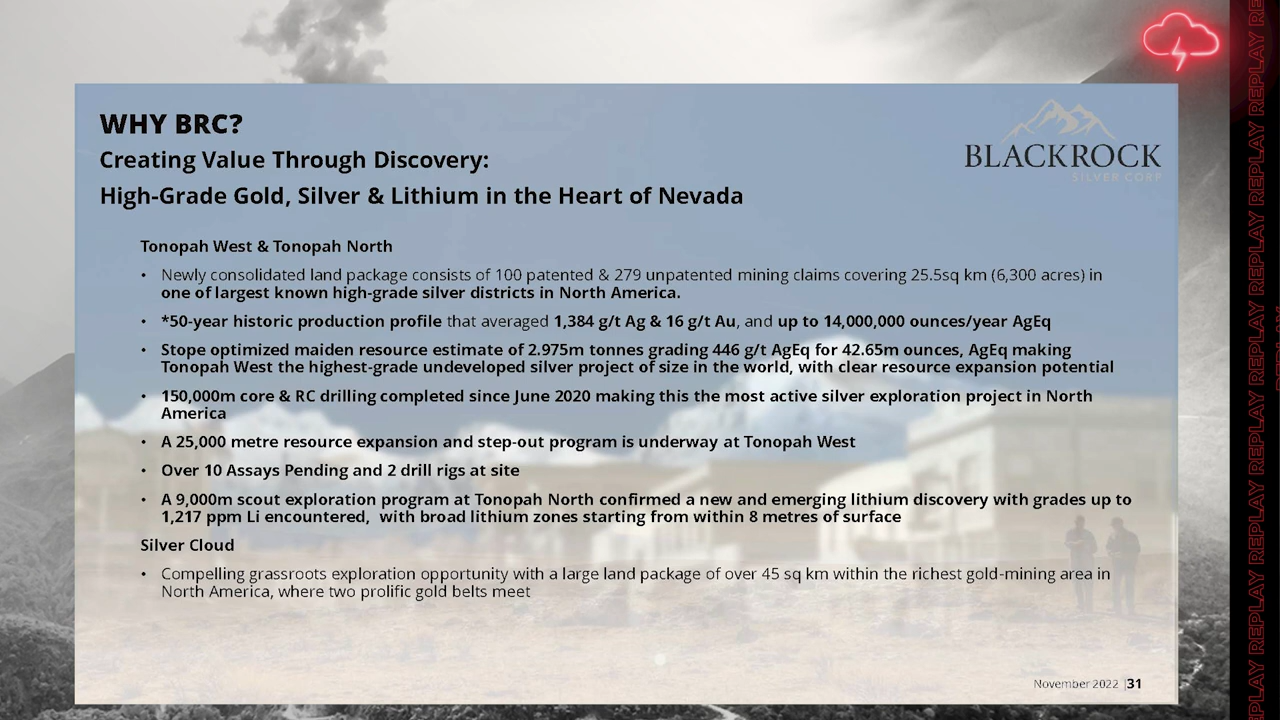 WHY BRC?
Creating Value Through Discovery:
High-Grade Gold, Silver & Lithium in the Heart of Nevada
BLACKROCK
SILVER CORP
Tonopah West & Tonopah North
• Newly consolidated land package consists of 100 patented & 279 unpatented mining claims covering 25.5sq km (6,300 acres) in
one of largest known high-grade silver districts in North America.
• *50-year historic production profile that averaged 1,384 g/t Ag & 16 g/t Au, and up to 14,000,000 ounces/year AgEq
• Stope optimized maiden resource estimate of 2.975m tonnes grading 446 g/t AgEq for 42.65m ounces, AgEq making
Tonopah West the highest-grade undeveloped silver project of size in the world, with clear resource expansion potential
• 150,000m core & RC drilling completed since June 2020 making this the most active silver exploration project in North
America
• A 25,000 metre resource expansion and step-out program is underway at Tonopah West
• Over 10 Assays Pending and 2 drill rigs at site
• A 9,000m scout exploration program at Tonopah North confirmed a new and emerging lithium discovery with grades up to
1,217 ppm Li encountered, with broad lithium zones starting from within 8 metres of surface
Silver Cloud
• Compelling grassroots exploration opportunity with a large land package of over 45 sq km within the richest gold-mining area in
North America, where two prolific gold belts meet
November 2022 |31
REPLAY REPLAY REPLAY REPLAY REPLAY REPLAY REPLAY REPLAY